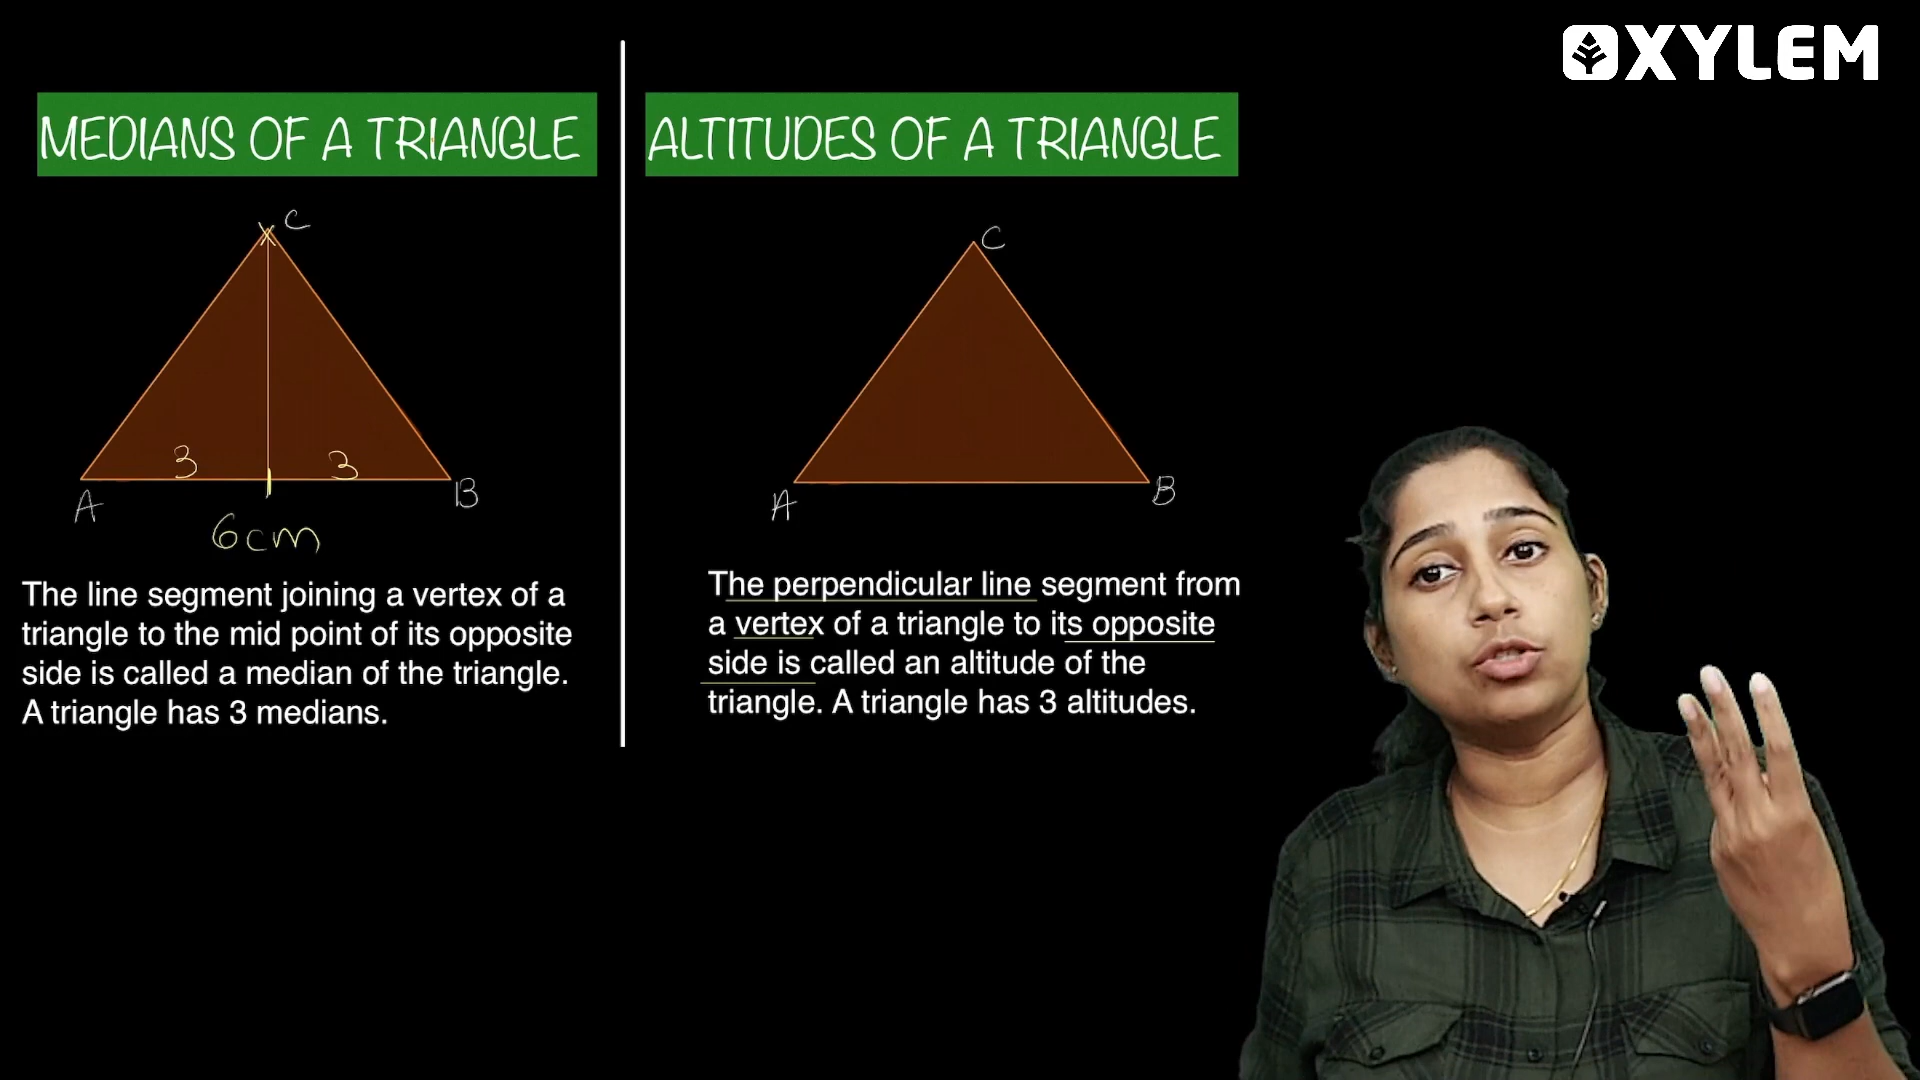 XYLEM
MEDIANS OF A TRIANGLE
C
3 3
A B
6cm
The line segment joining a vertex of a
triangle to the mid point of its opposite
side is called a median of the triangle.
A triangle has 3 medians.
ALTITUDES OF A TRIANGLE
C
A B
The perpendicular line segment from
a vertex of a triangle to its opposite
side is called an altitude of the
triangle. A triangle has 3 altitudes.